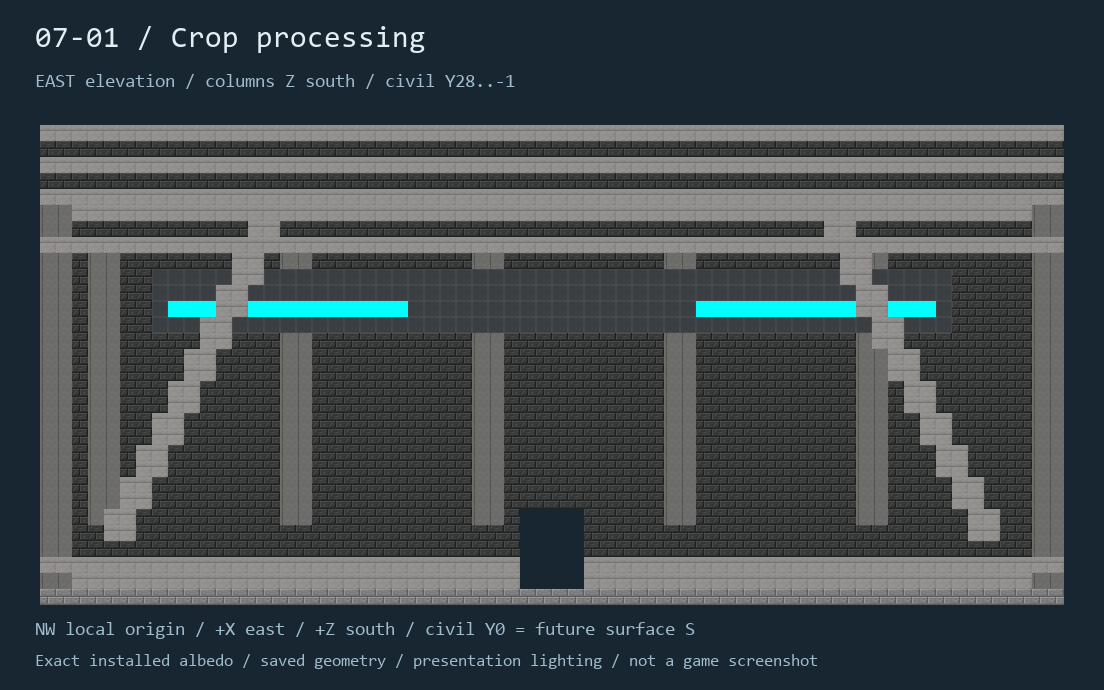 07-01 / Crop processing
EAST elevation / columns Z south / civil Y28..-1
NW local origin / +X east / +Z south / civil Y0 = future surface S
Exact installed albedo / saved geometry / presentation lighting / not a game screenshot